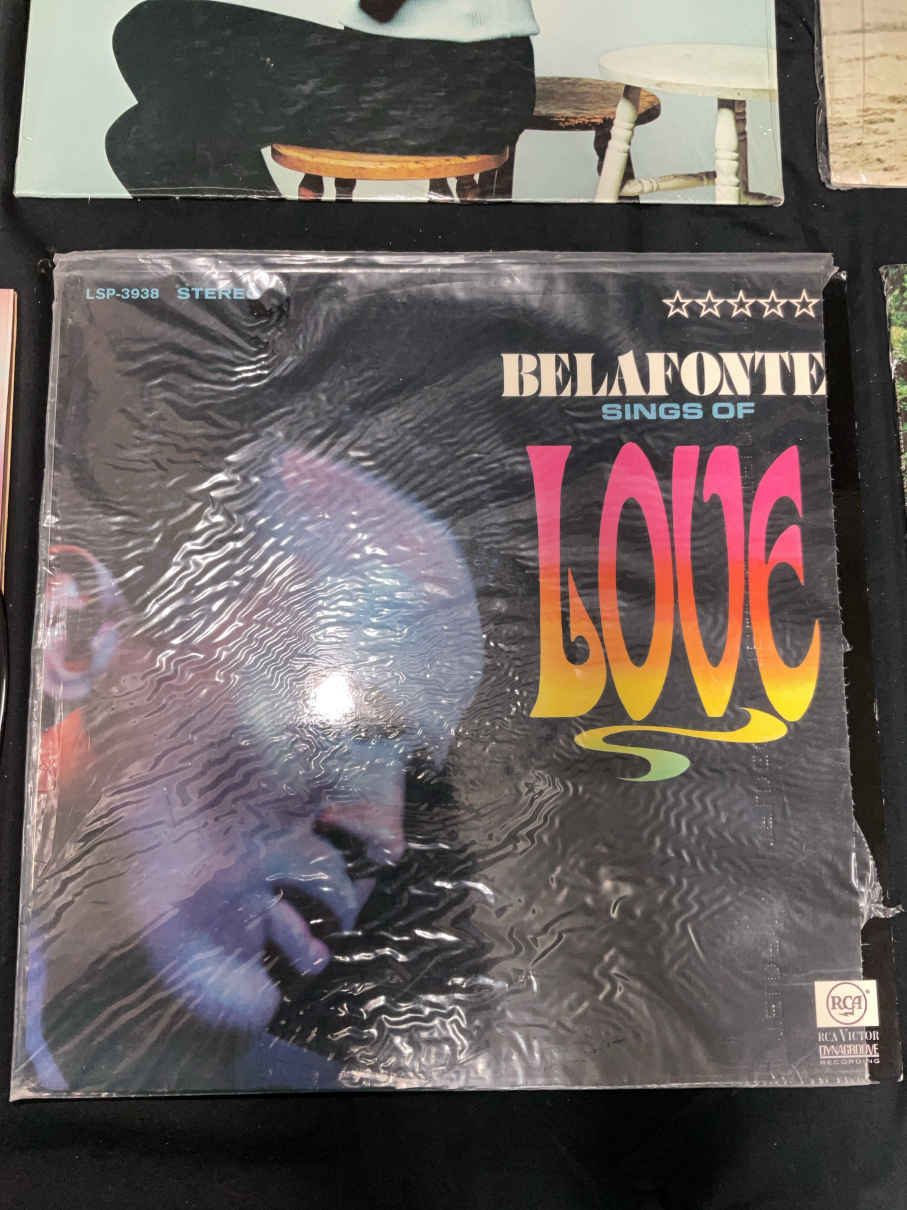 LSP-3938 STEREO
BELAFONTE
SINGS OF
LOVE
RCA
RCA VICTOR
DYNAGROOVE
RECORDING